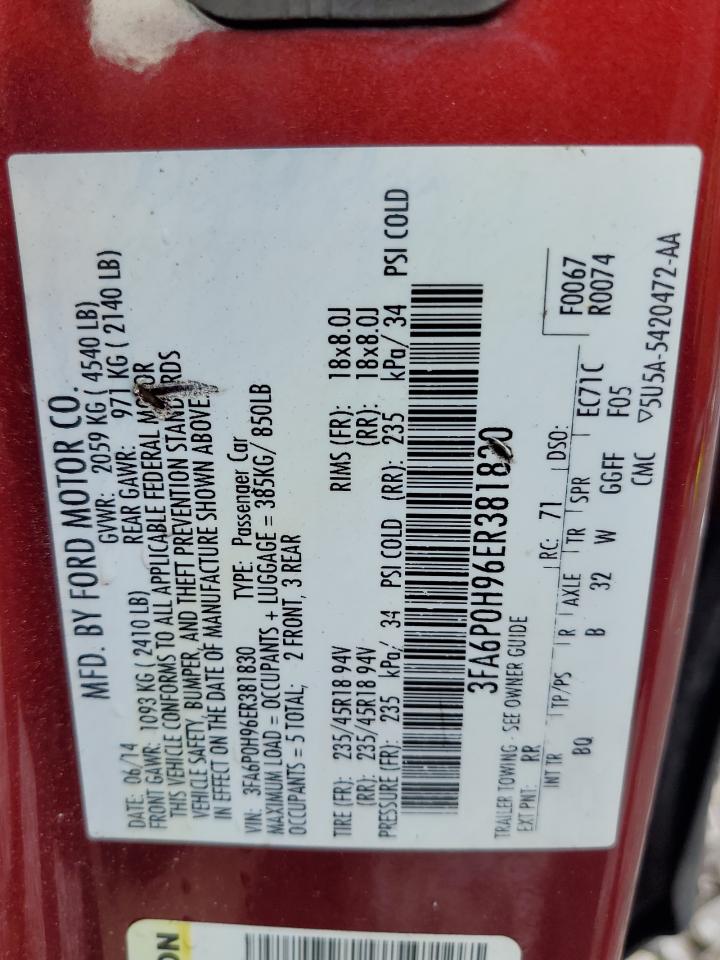 MFD. BY FORD MOTOR CO.
DATE: 06/14 GVWR: 2059 KG ( 4540 LB)
FRONT GAWR: 1093 KG ( 2410 LB) REAR GAWR: 971 KG ( 2140 LB)
THIS VEHICLE CONFORMS TO ALL APPLICABLE FEDERAL MOTOR
VEHICLE SAFETY, BUMPER, AND THEFT PREVENTION STANDARDS
IN EFFECT ON THE DATE OF MANUFACTURE SHOWN ABOVE.
VIN: 3FA6P0H96ER381830 TYPE: Passenger Car
MAXIMUM LOAD = OCCUPANTS + LUGGAGE = 385KG/ 850LB
OCCUPANTS = 5 TOTAL; 2 FRONT, 3 REAR
TIRE (FR): 235/45R18 94V RIMS (FR): 18x8.0J
(RR): 235/45R18 94V (RR): 18x8.0J
PRESSURE (FR): 235 kPa/ 34 PSI COLD (RR): 235 kPa/ 34 PSI COLD
3FA6P0H96ER381830
TRAILER TOWING - SEE OWNER GUIDE
EXT PNT: RR RC: 71 DSO: F0067
R0074
INT TR TP/PS R AXLE TR SPR EC71C
BQ B 32 W GGFF F05
CMC ▽5U5A-5420472-AA
ON